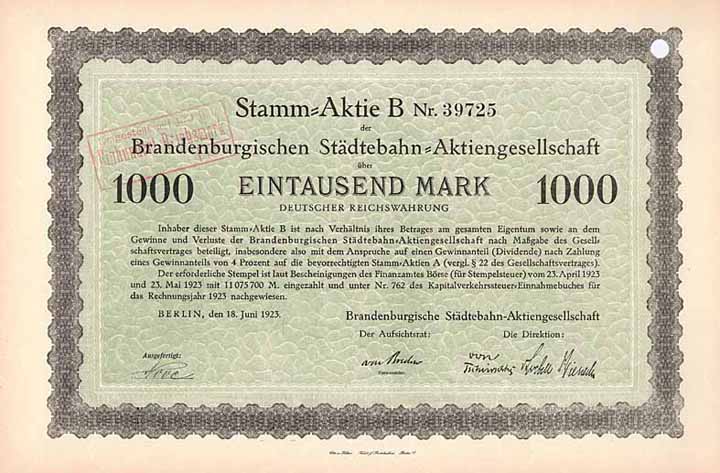 Stamm=Aktie B Nr. 39725
der
Brandenburgischen Städtebahn=Aktiengesellschaft
über
1000 EINTAUSEND MARK 1000
DEUTSCHER REICHSWÄHRUNG
Inhaber dieser Stamm=Aktie B ist nach Verhältnis ihres Betrages am gesamten Eigentum sowie an dem
Gewinne und Verluste der Brandenburgischen Städtebahn=Aktiengesellschaft nach Maßgabe des Gesell=
schaftsvertrages beteiligt, insbesondere also mit dem Anspruche auf einen Gewinnanteil (Dividende) nach Zahlung
eines Gewinnanteils von 4 Prozent auf die bevorrechtigten Stamm=Aktien A (vergl. § 22 des Gesellschaftsvertrages).
Der erforderliche Stempel ist laut Bescheinigungen des Finanzamtes Börse (für Stempelsteuer) vom 23. April 1923
und 23. Mai 1923 mit 11 075 700 M. eingezahlt und unter Nr. 762 des Kapitalverkehrssteuer=Einnahmebuches für
das Rechnungsjahr 1923 nachgewiesen.
BERLIN, den 18. Juni 1923.
Brandenburgische Städtebahn=Aktiengesellschaft
Der Aufsichtsrat:
Die Direktion:
Ausgefertigt:
von
Vorsitzender.